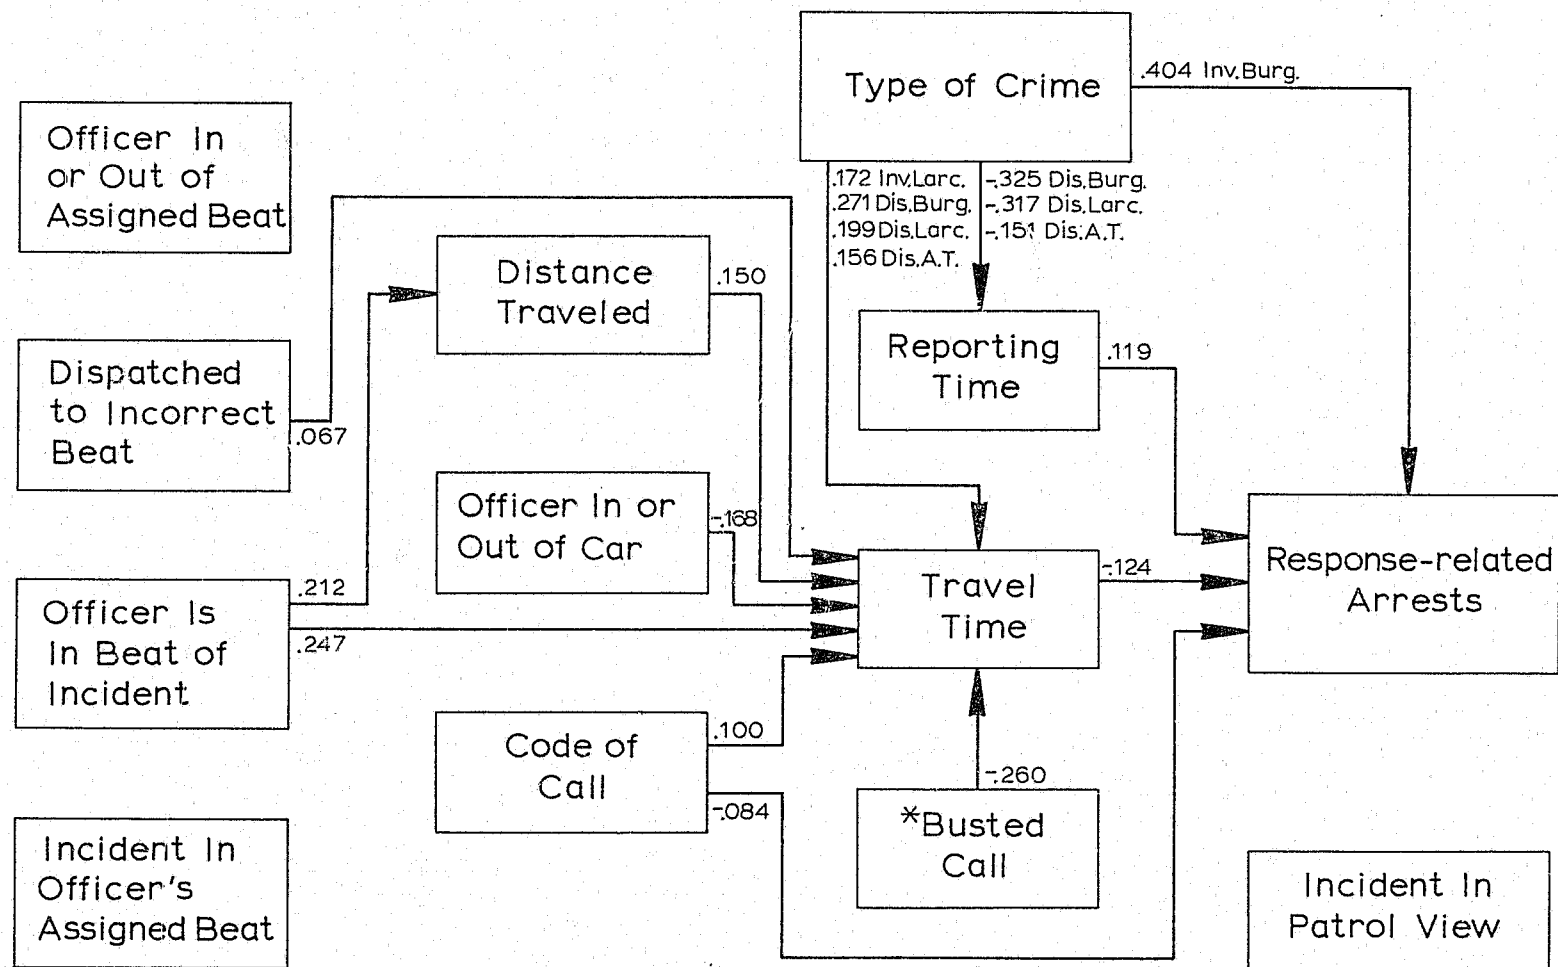 Type of Crime
.404 Inv.Burg.
Officer In
or Out of
Assigned Beat
.172 Inv.Larc.
.271 Dis.Burg.
.199 Dis.Larc.
.156 Dis.A.T.
-.325 Dis.Burg.
-.317 Dis.Larc.
-.151 Dis.A.T.
Distance
Traveled
.150
Dispatched
to Incorrect
Beat
.067
Reporting
Time
.119
Officer In or
Out of Car
-.168
Officer Is
In Beat of
Incident
.212
.247
Travel
Time
-.124
Response-related
Arrests
Code of
Call
.100
-.084
-.260
*Busted
Call
Incident In
Officer's
Assigned Beat
Incident In
Patrol View